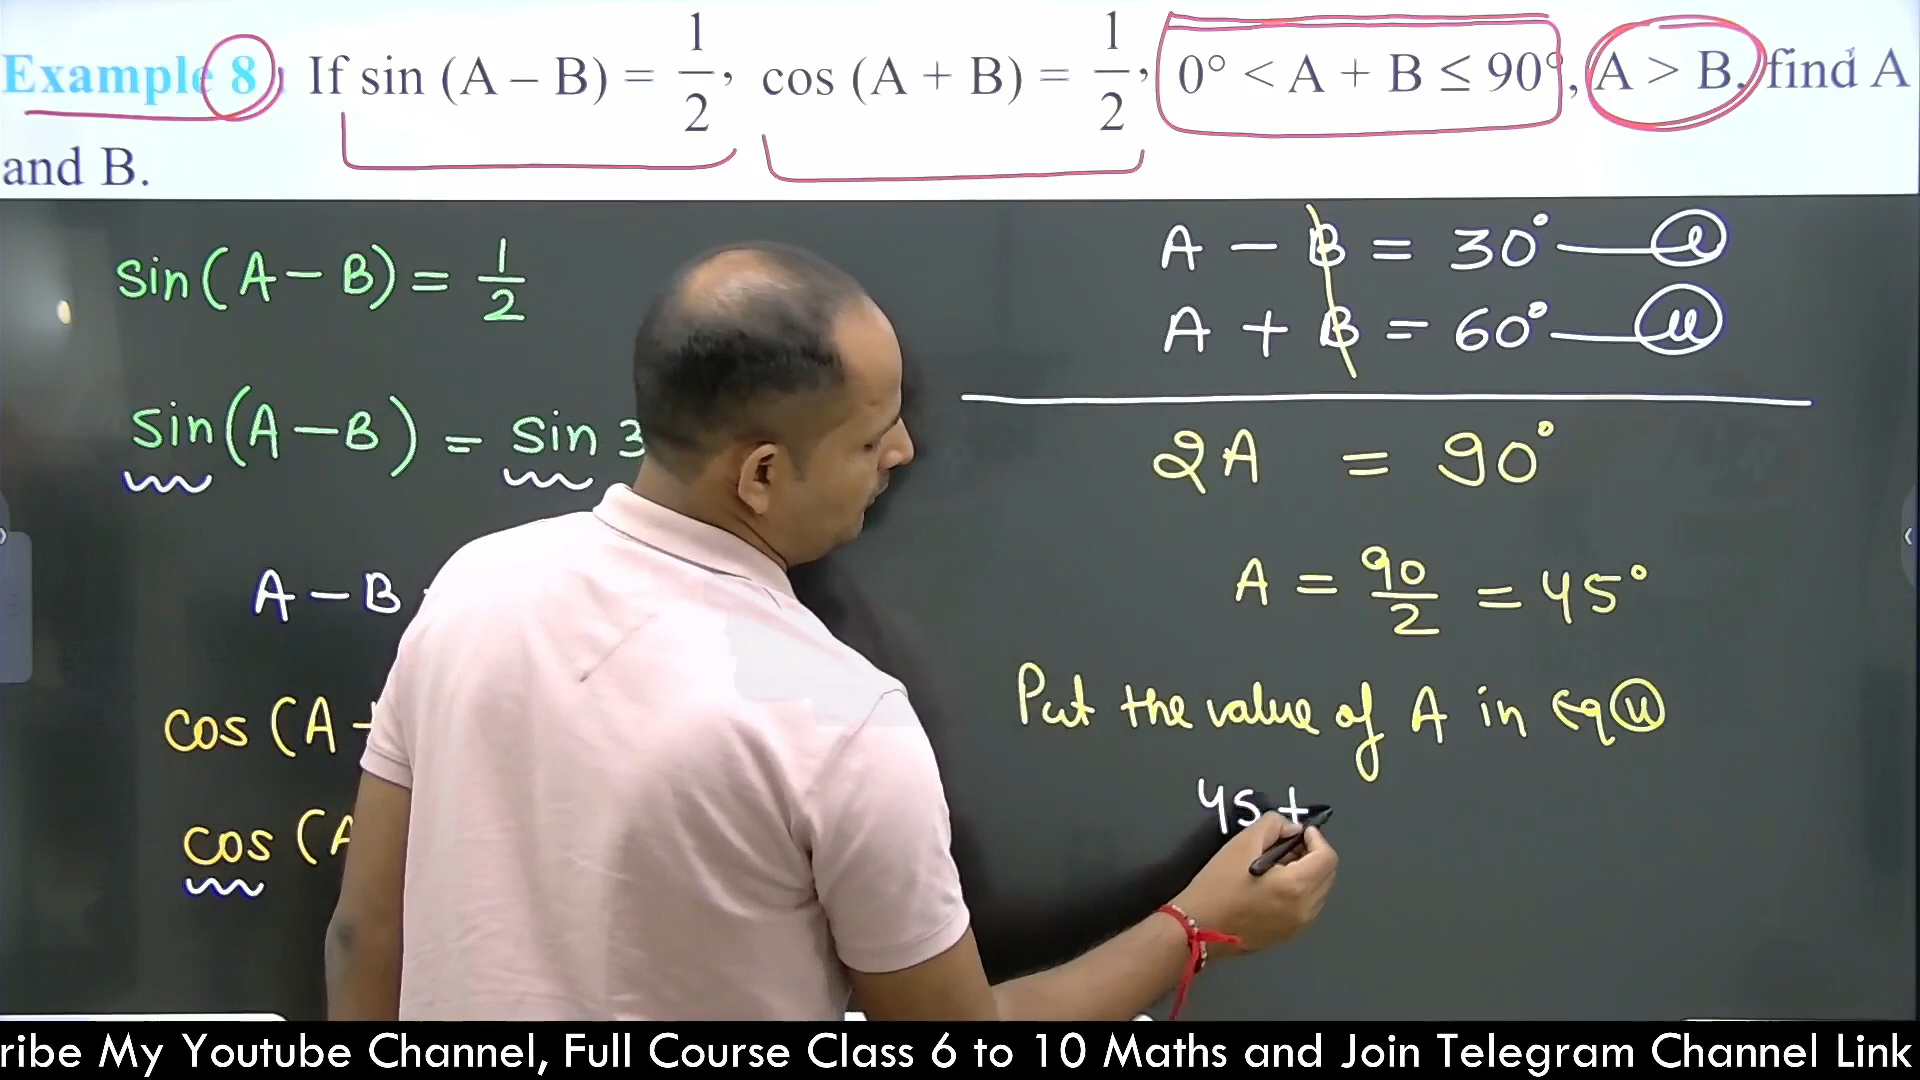 Example 8 : If sin (A – B) = 1/2, cos (A + B) = 1/2, 0° < A + B ≤ 90°, A > B, find A
and B.
sin(A – B) = 1/2
sin(A – B) = sin 3
A – B
cos (A +
cos (A
A – B = 30° — (i)
A + B = 60° — (ii)
2A = 90°
A = 90/2 = 45°
Put the value of A in eq (ii)
45 +
ribe My Youtube Channel, Full Course Class 6 to 10 Maths and Join Telegram Channel Link